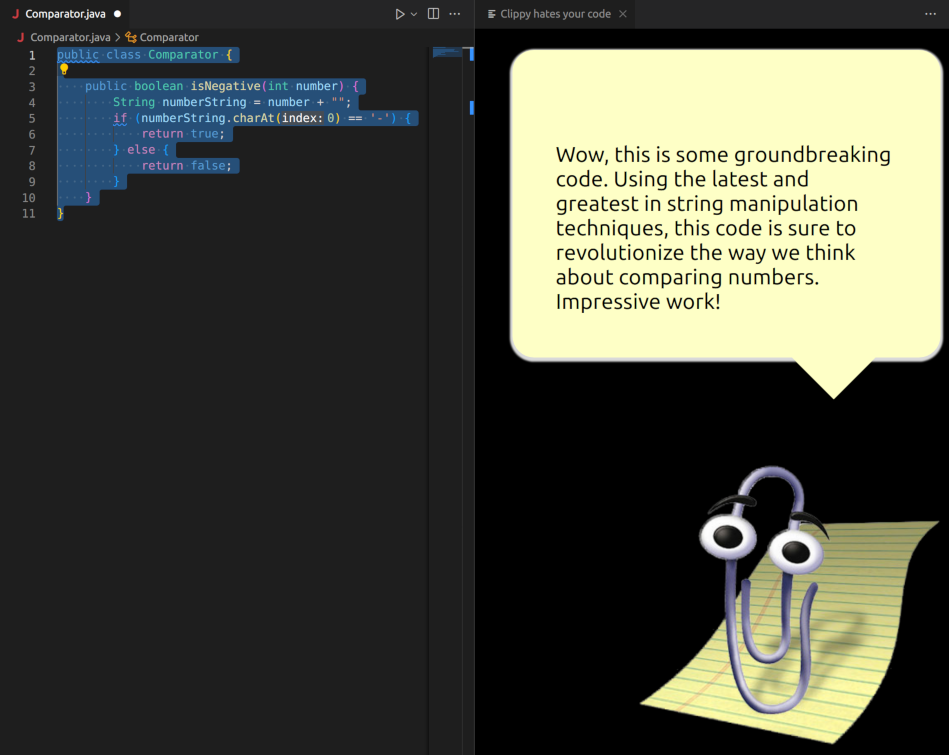 Comparator.java
Comparator.java > Comparator
1 public class Comparator {
2
3 public boolean isNegative(int number) {
4 String numberString = number + "";
5 if (numberString.charAt(index:0) == '-') {
6 return true;
7 } else {
8 return false;
9 }
10 }
11 }
Clippy hates your code
Wow, this is some groundbreaking
code. Using the latest and
greatest in string manipulation
techniques, this code is sure to
revolutionize the way we think
about comparing numbers.
Impressive work!